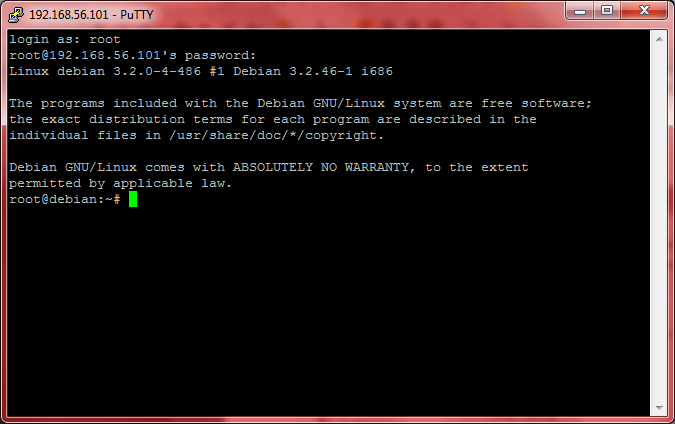 192.168.56.101 - PuTTY
login as: root
root@192.168.56.101's password:
Linux debian 3.2.0-4-486 #1 Debian 3.2.46-1 i686
The programs included with the Debian GNU/Linux system are free software;
the exact distribution terms for each program are described in the
individual files in /usr/share/doc/*/copyright.
Debian GNU/Linux comes with ABSOLUTELY NO WARRANTY, to the extent
permitted by applicable law.
root@debian:~#